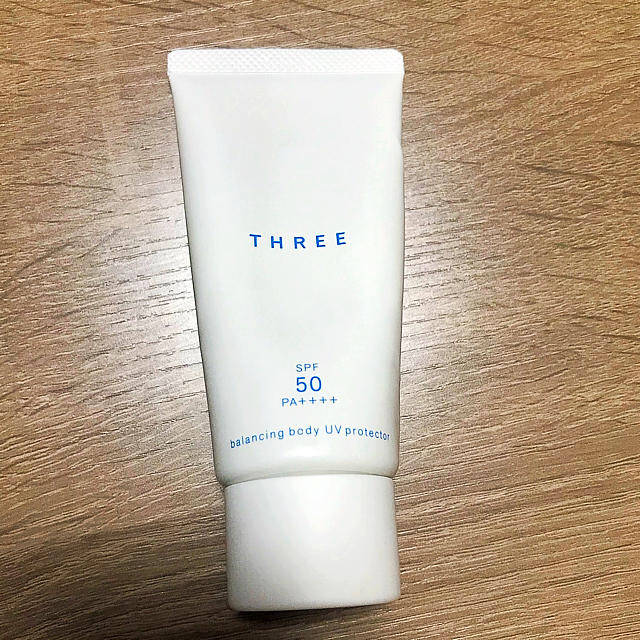 THREE
SPF
50
PA++++
balancing body UV protector